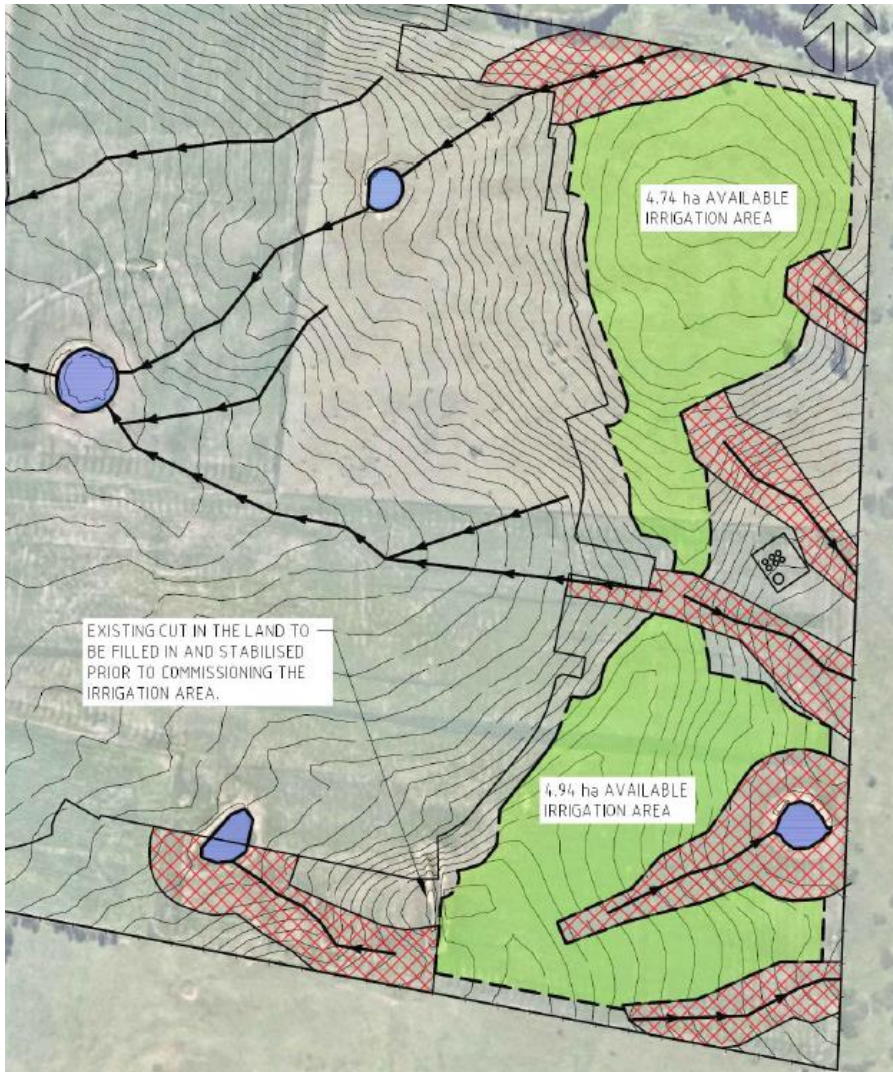 4.74 ha AVAILABLE
IRRIGATION AREA
EXISTING CUT IN THE LAND TO
BE FILLED IN AND STABILISED
PRIOR TO COMMISSIONING THE
IRRIGATION AREA.
4.94 ha AVAILABLE
IRRIGATION AREA